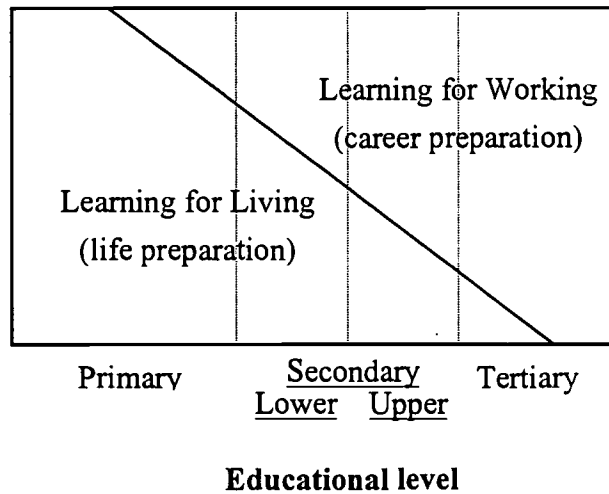 Learning for Working
(career preparation)
Learning for Living
(life preparation)
Primary Secondary Tertiary
Lower Upper
Educational level